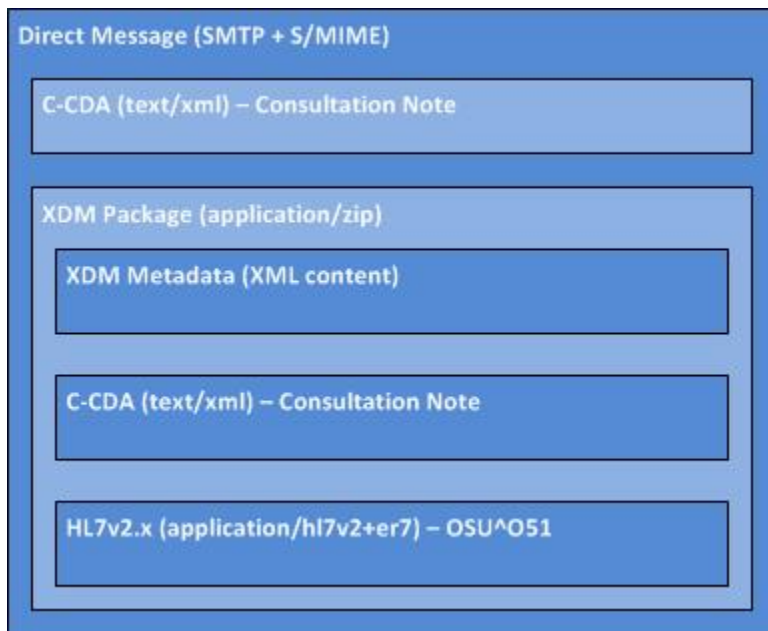 Direct Message (SMTP + S/MIME)
C-CDA (text/xml) – Consultation Note
XDM Package (application/zip)
XDM Metadata (XML content)
C-CDA (text/xml) – Consultation Note
HL7v2.x (application/hl7v2+er7) – OSU^O51